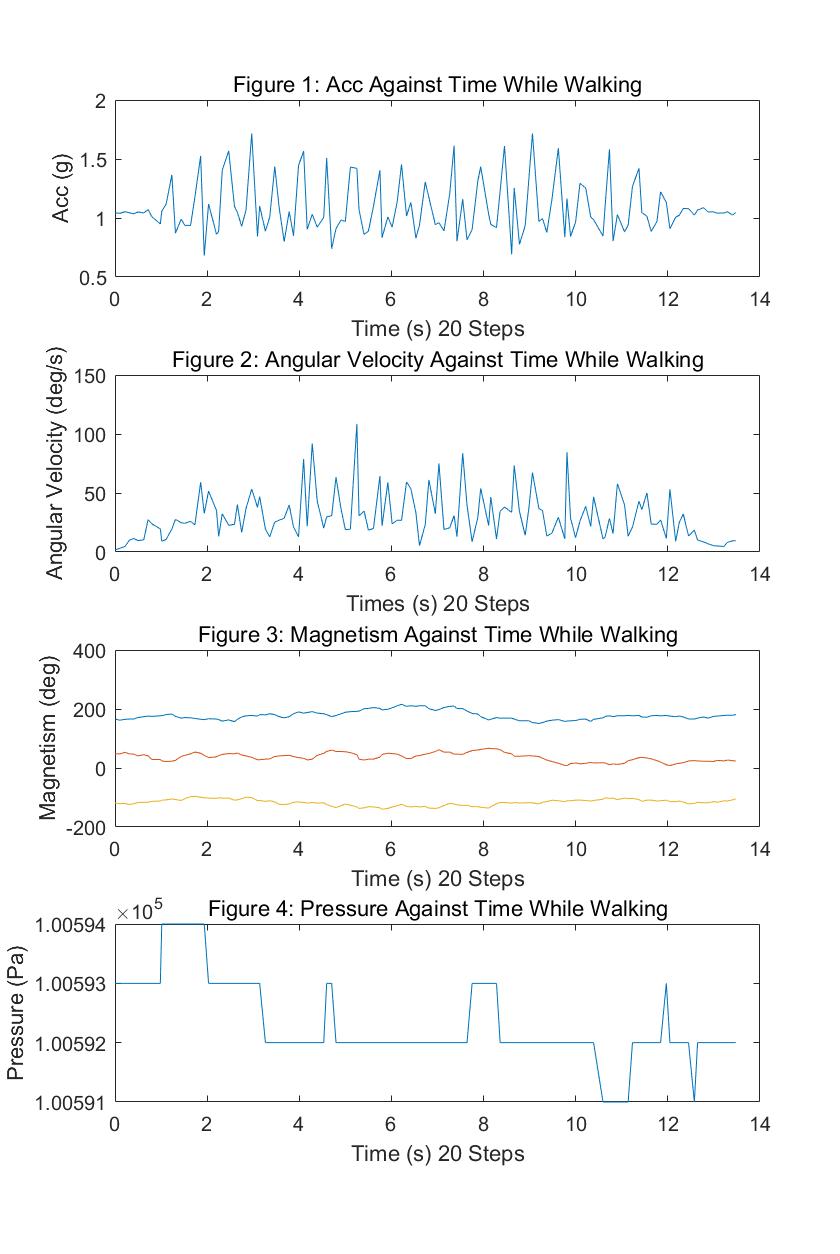 Figure 1: Acc Against Time While Walking
2
1.5
1
0.5
Acc (g)
0 2 4 6 8 10 12 14
Time (s) 20 Steps
Figure 2: Angular Velocity Against Time While Walking
150
100
50
0
Angular Velocity (deg/s)
0 2 4 6 8 10 12 14
Times (s) 20 Steps
Figure 3: Magnetism Against Time While Walking
400
200
0
-200
Magnetism (deg)
0 2 4 6 8 10 12 14
Time (s) 20 Steps
×10^5 Figure 4: Pressure Against Time While Walking
1.00594
1.00593
1.00592
1.00591
Pressure (Pa)
0 2 4 6 8 10 12 14
Time (s) 20 Steps